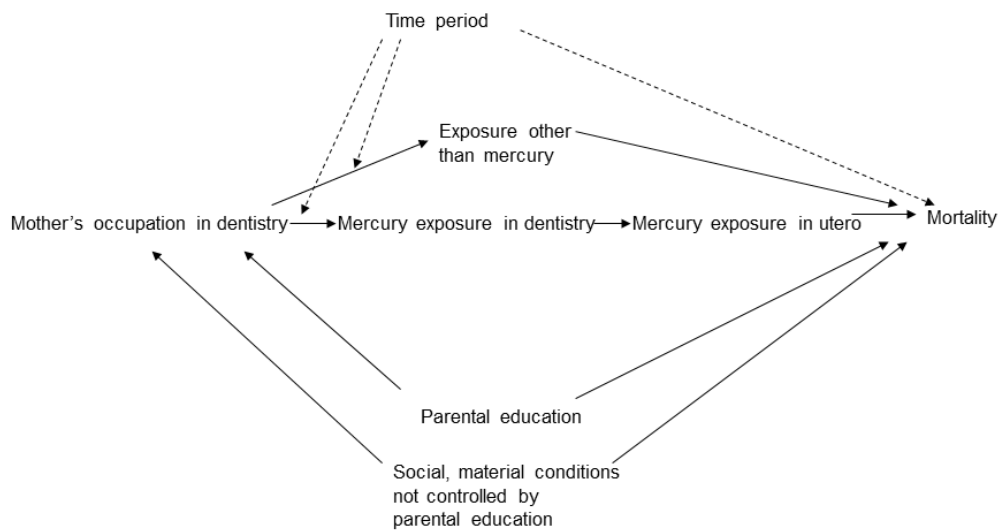 Time period
Exposure other
than mercury
Mother's occupation in dentistry
Mercury exposure in dentistry
Mercury exposure in utero
Mortality
Parental education
Social, material conditions
not controlled by
parental education